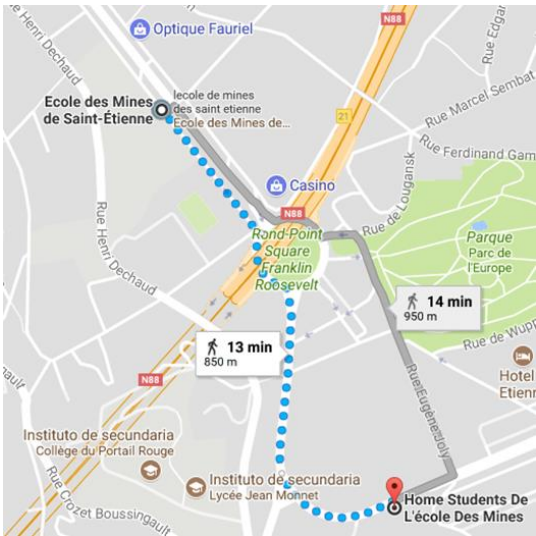 N88
Optique Fauriel
Rue Edgar
Rue Henri Dechaud
Ecole des Mines
de Saint-Étienne
lecole de mines
des saint etienne
Ecole des Mines de...
21
Rue Marcel Sembat
Rue Ferdinand Gam
Casino
N88
Rue de Lougansk
Rond-Point
Square
Franklin
Roosevelt
Parque
Parc de
l'Europe
Rue Henri Dechaud
14 min
950 m
13 min
850 m
Rue de Wupp
Hotel
Etienn
N88
Rue Eugène Joly
Instituto de secundaria
Collège du Portail Rouge
Instituto de secundaria
Lycée Jean Monnet
Home Students De
L'école Des Mines
Rue Crozet Boussingault